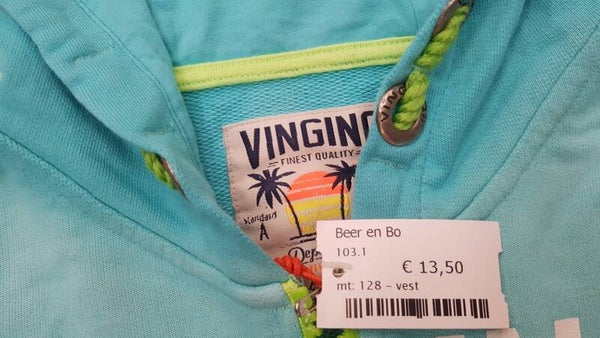 VINGINO
FINEST QUALITY
Standard
A
Beer en Bo
103.1
€ 13,50
mt: 128 - vest